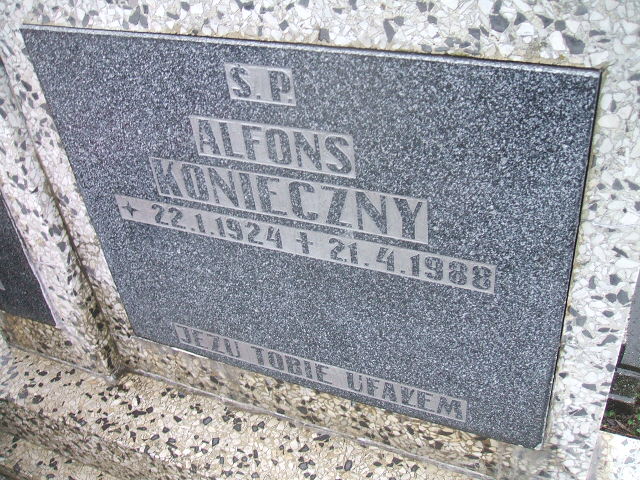 Ś.P.
ALFONS
KONIECZNY
22.1.1924 21.4.1988
JEZU TOBIE UFAŁEM